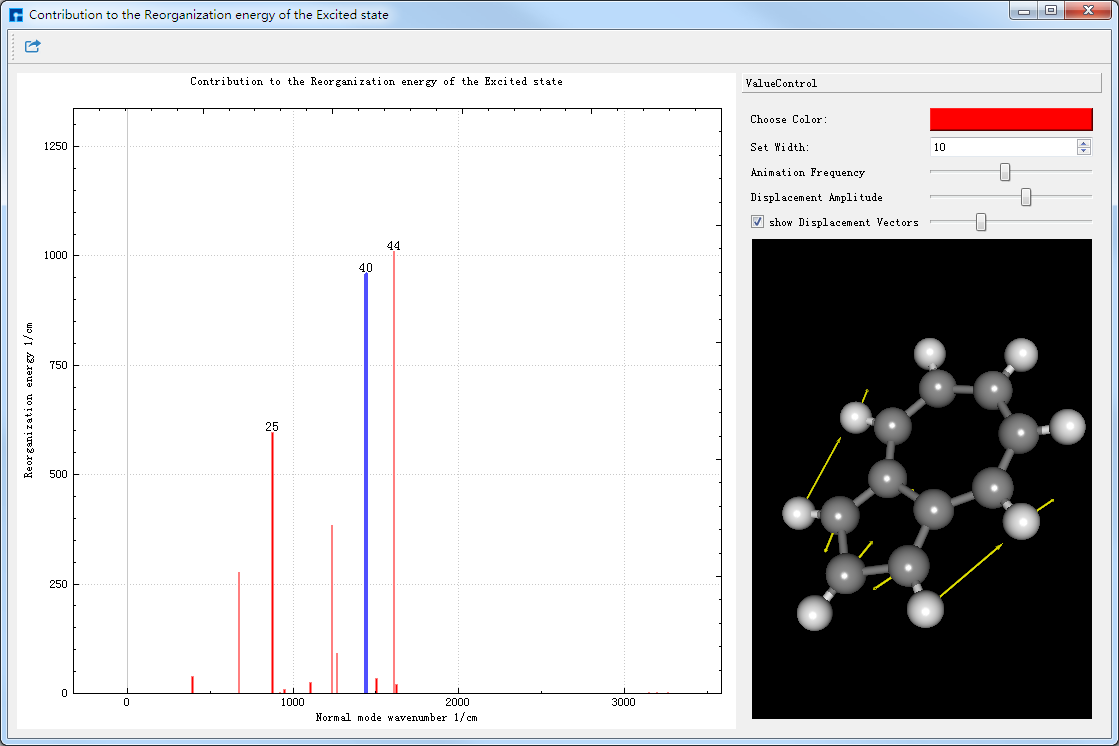 Contribution to the Reorganization energy of the Excited state
Contribution to the Reorganization energy of the Excited state
1250
1000
750
500
250
0
Reorganization energy 1/cm
25
40
44
0
1000
2000
3000
Normal mode wavenumber 1/cm
ValueControl
Choose Color:
Set Width:
10
Animation Frequency
Displacement Amplitude
show Displacement Vectors